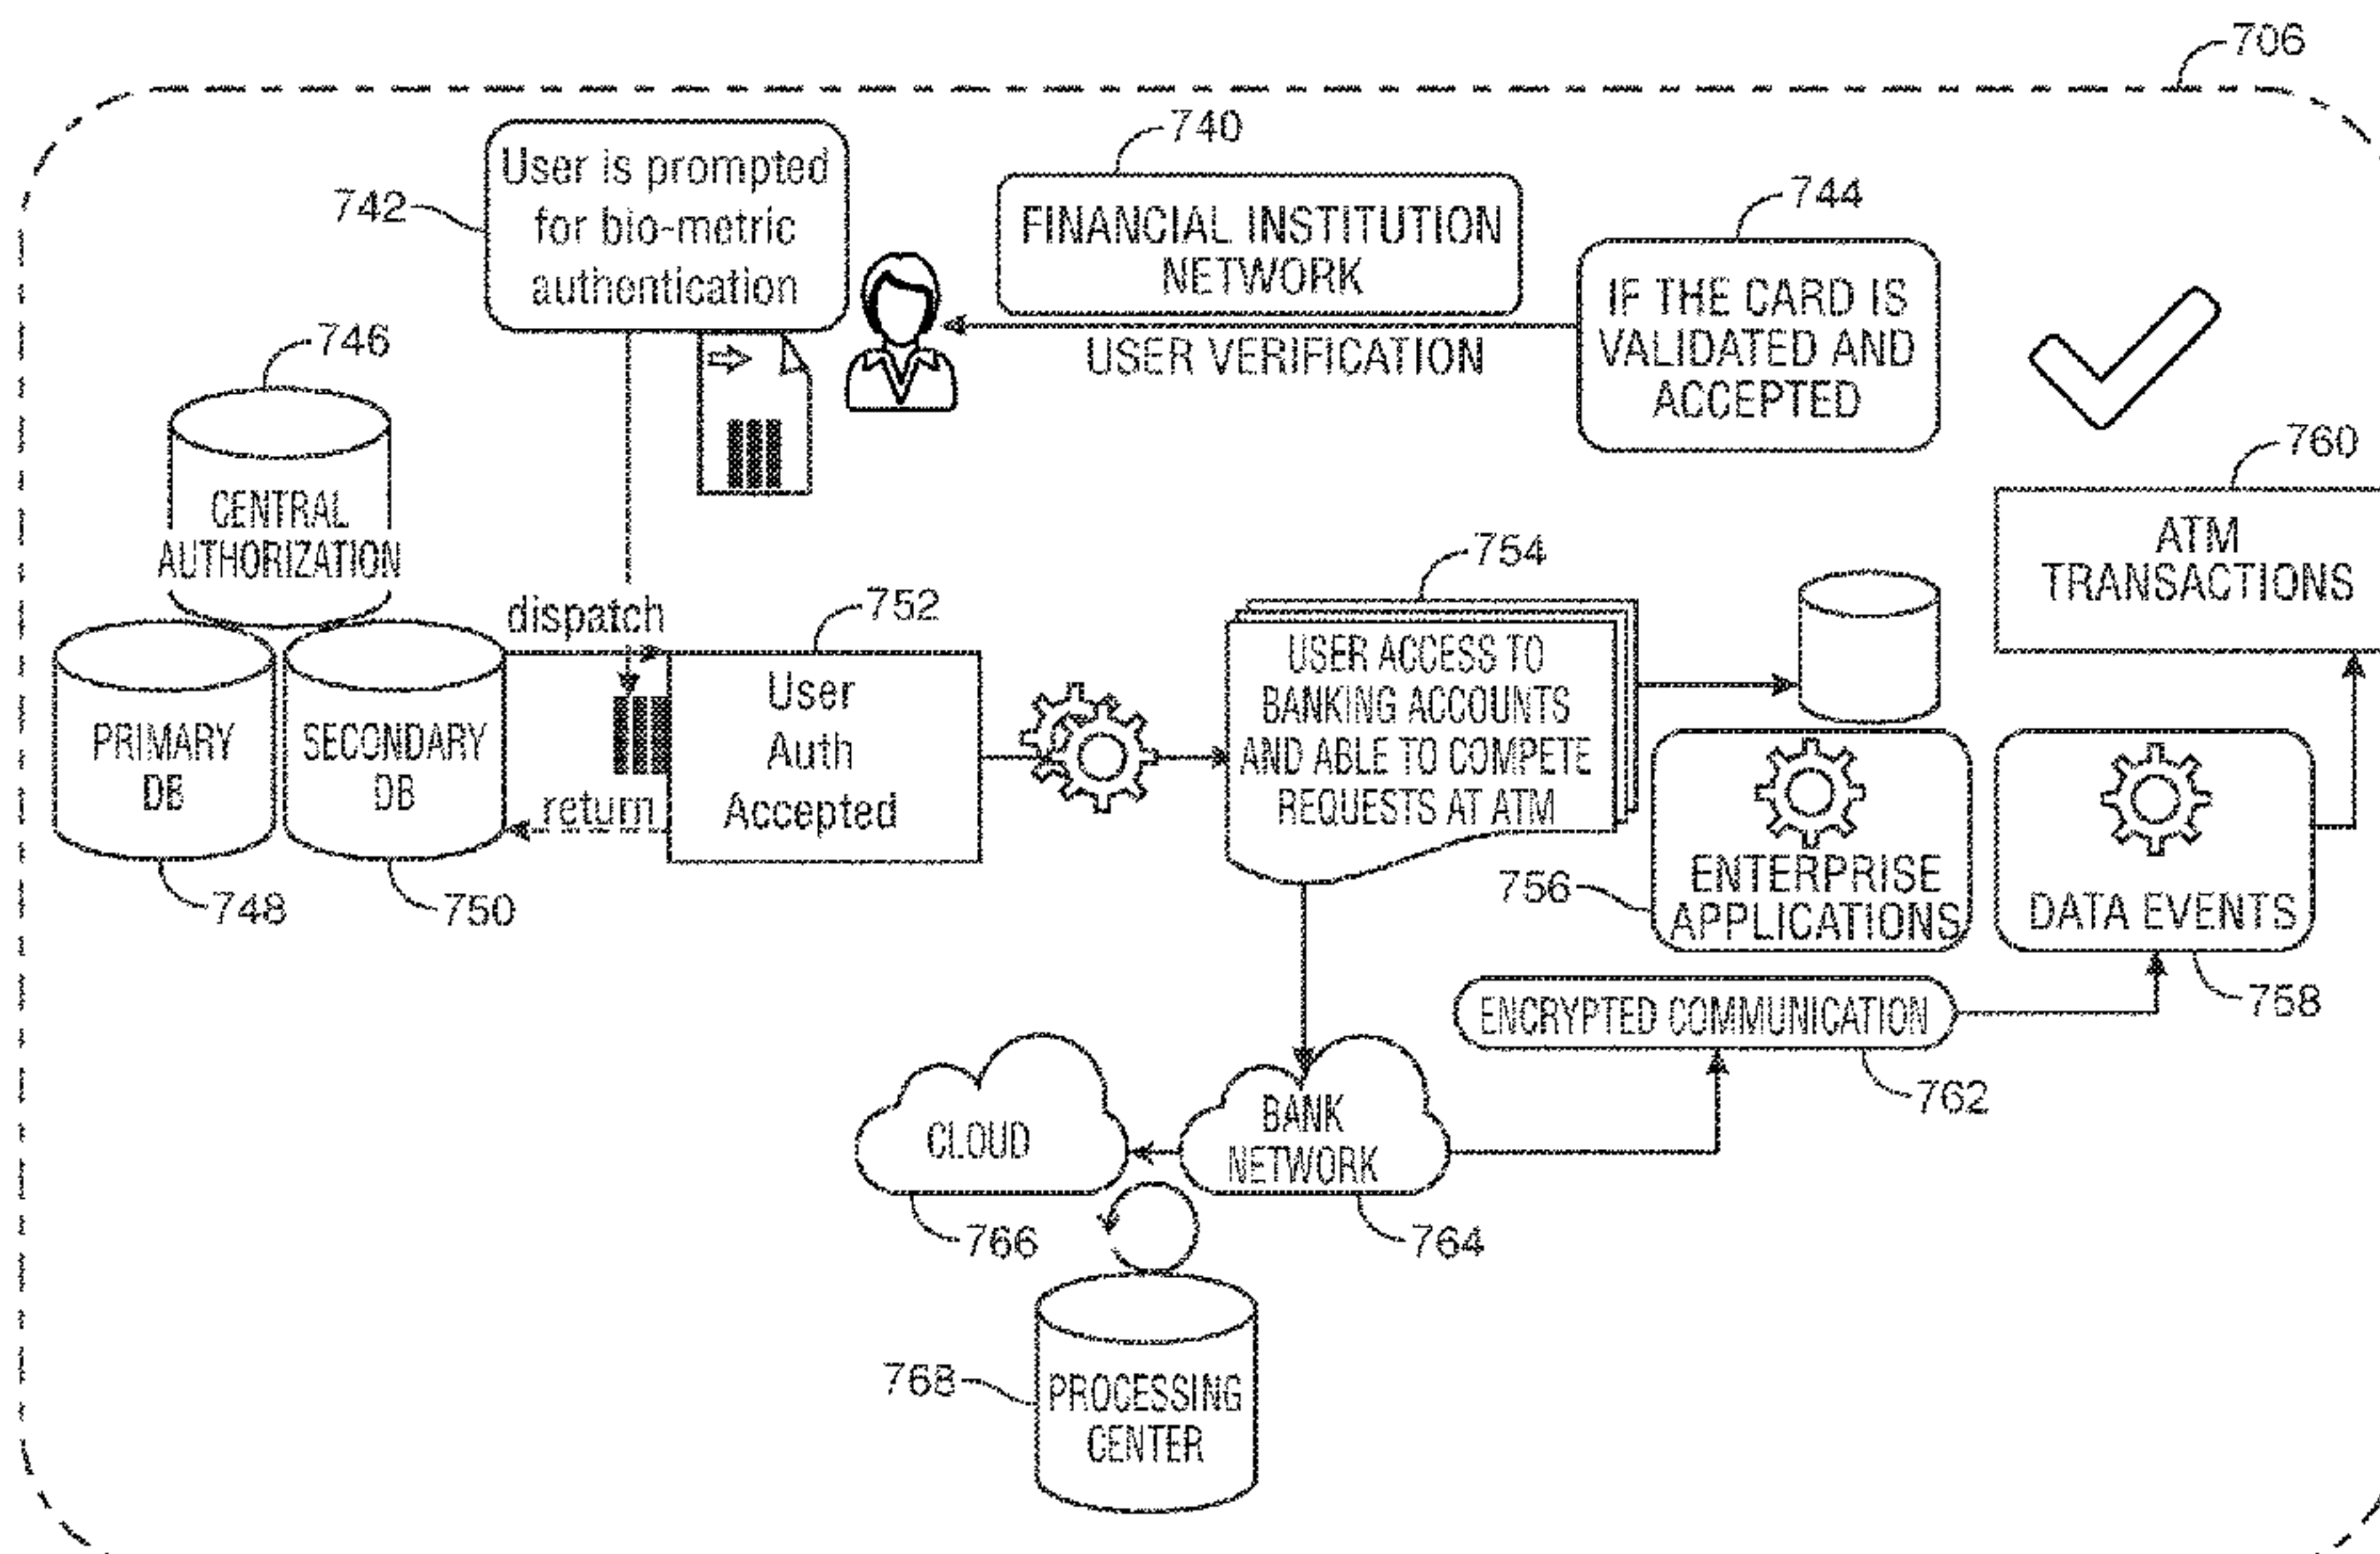 706
740
742
User is prompted
for bio-metric
authentication
FINANCIAL INSTITUTION
NETWORK
744
IF THE CARD IS
VALIDATED AND
ACCEPTED
USER VERIFICATION
746
CENTRAL
AUTHORIZATION
760
ATM
TRANSACTIONS
754
752
dispatch
User
Auth
Accepted
return
PRIMARY
DB
SECONDARY
DB
748
750
USER ACCESS TO
BANKING ACCOUNTS
AND ABLE TO COMPETE
REQUESTS AT ATM
756
ENTERPRISE
APPLICATIONS
DATA EVENTS
758
ENCRYPTED COMMUNICATION
762
CLOUD
BANK
NETWORK
766
764
768
PROCESSING
CENTER